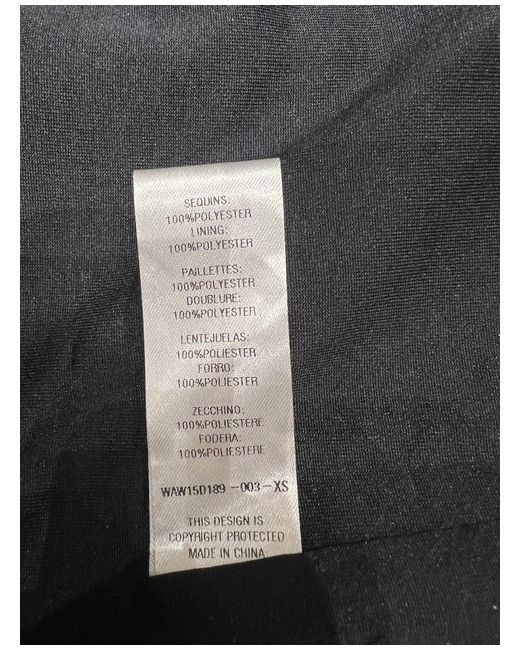 SEQUINS:
100%POLYESTER
LINING:
100%POLYESTER
PAILLETTES:
100%POLYESTER
DOUBLURE:
100%POLYESTER
LENTEJUELAS:
100%POLIESTER
FORRO:
100%POLIESTER
ZECCHINO:
100%POLIESTERE
FODERA:
100%POLIESTERE
WAW15D189 -003-XS
THIS DESIGN IS
COPYRIGHT PROTECTED
MADE IN CHINA